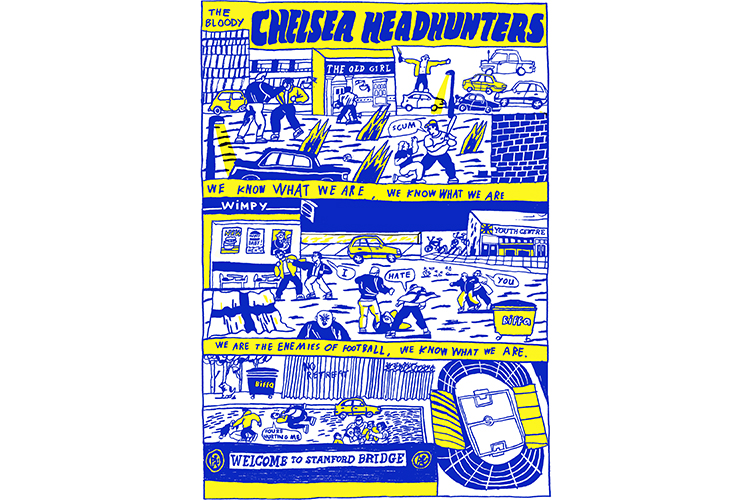 THE
BLOODY
CHELSEA HEADHUNTERS
THE OLD GIRL
SCUM
WE KNOW WHAT WE ARE, WE KNOW WHAT WE ARE
WIMPY
YOUTH CENTRE
I
HATE
YOU
Biffa
WE ARE THE ENEMIES OF FOOTBALL, WE KNOW WHAT WE ARE.
NO
RETREAT
Biffa
YOU'RE
HURTING ME
WELCOME TO STAMFORD BRIDGE